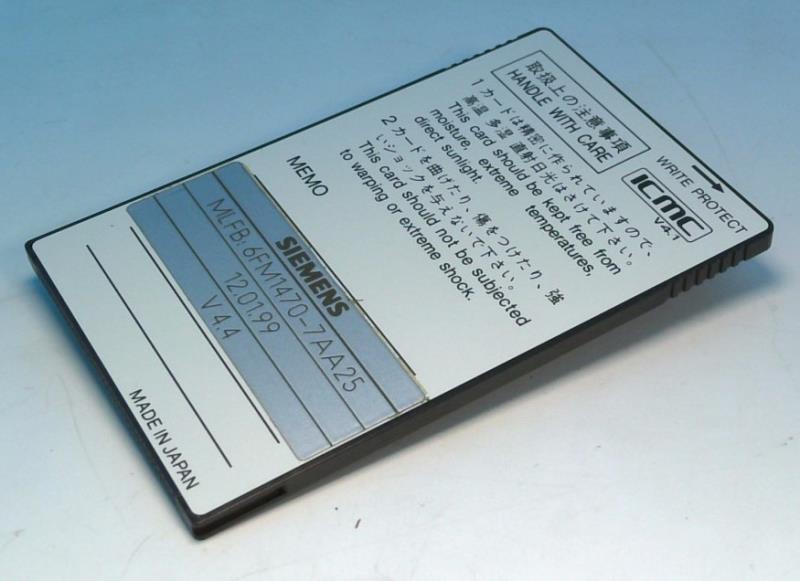 取扱上の注意事項
HANDLE WITH CARE
WRITE PROTECT
ICMC
V4.1
1 カードは精密に作られていますので、
高温 多湿 直射日光はさけて下さい。
This card should be kept free from
moisture, extreme temperatures,
direct sunlight.
2 カードを曲げたり、傷をつけたり、強
いショックを与えないで下さい。
This card should not be subjected
to warping or extreme shock.
MEMO
SIEMENS
MLFB: 6FM1470-7AA25
12.01.99
V 4.4
MADE IN JAPAN